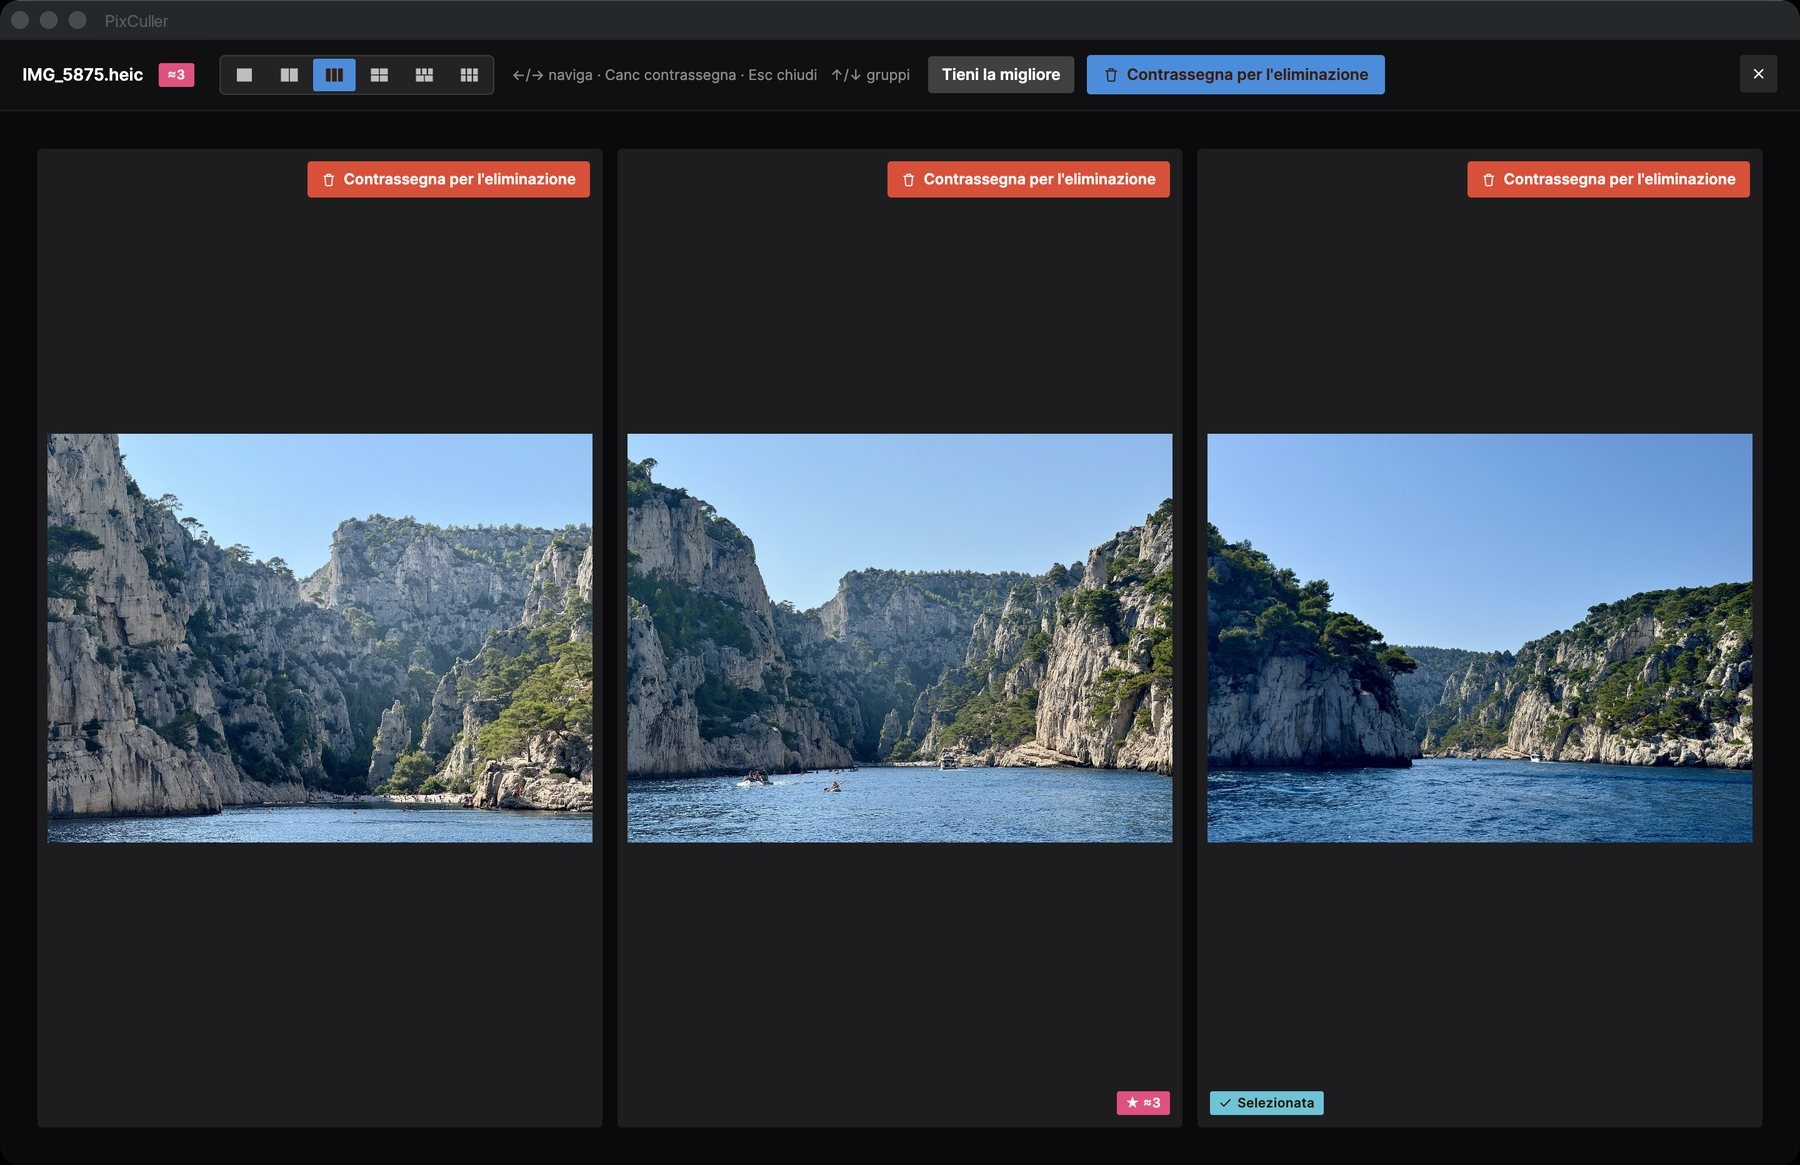 PixCuller
IMG_5875.heic ≈3 ←/→ naviga · Canc contrassegna · Esc chiudi ↑/↓ gruppi Tieni la migliore Contrassegna per l'eliminazione ×
Contrassegna per l'eliminazione
Contrassegna per l'eliminazione
Contrassegna per l'eliminazione
★ ≈3
✓ Selezionata